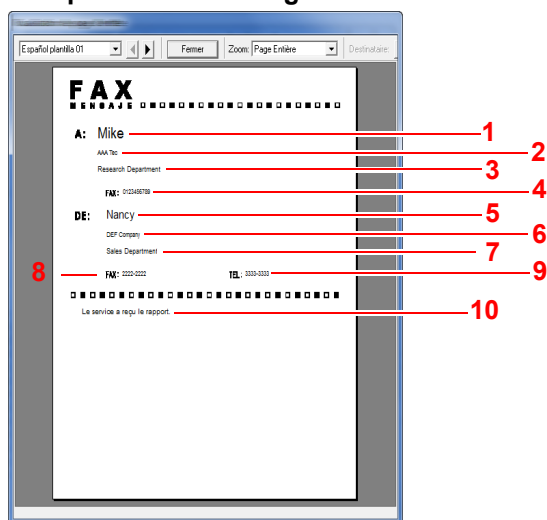 Español plantilla 01 Fermer Zoom: Page Entière Destinataire:
FAX
MENSAJE
A: Mike 1
AAA Tec 2
Research Department 3
FAX: 0123456789 4
DE: Nancy 5
DEF Company 6
Sales Department 7
8 FAX: 2222-2222 TEL: 3333-3333 9
Le service a reçu le rapport. 10